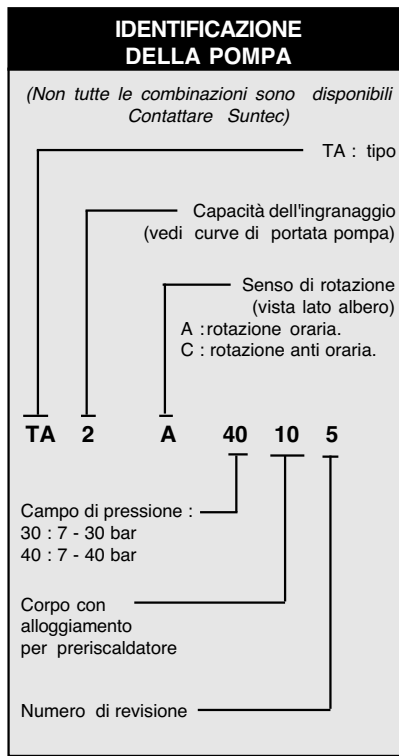 IDENTIFICAZIONE
DELLA POMPA
(Non tutte le combinazioni sono disponibili
Contattare Suntec)
TA : tipo
Capacità dell'ingranaggio
(vedi curve di portata pompa)
Senso di rotazione
(vista lato albero)
A : rotazione oraria.
C : rotazione anti oraria.
TA 2 A 40 10 5
Campo di pressione :
30 : 7 - 30 bar
40 : 7 - 40 bar
Corpo con
alloggiamento
per preriscaldatore
Numero di revisione